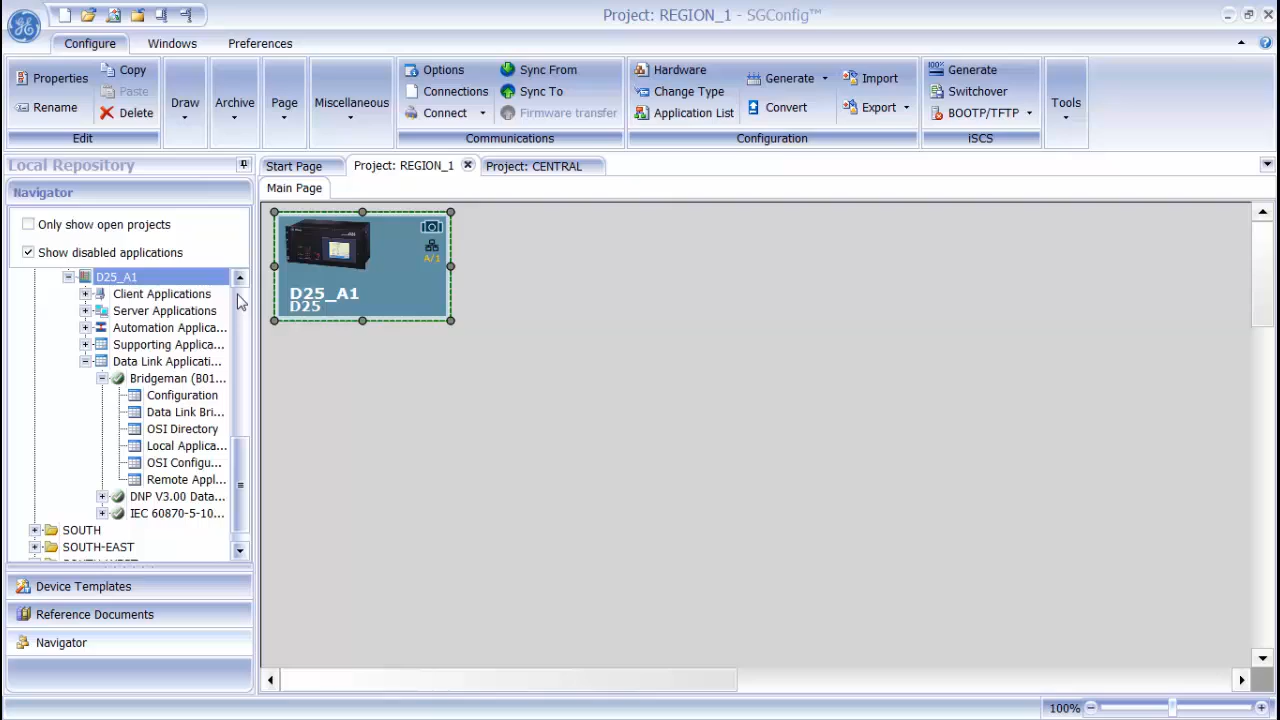 Project: REGION_1 - SGConfig™
Configure
Windows
Preferences
Properties
Copy
Paste
Rename
Delete
Edit
Draw
Archive
Page
Miscellaneous
Options
Sync From
Connections
Sync To
Connect
Firmware transfer
Communications
Hardware
Change Type
Application List
Generate
Import
Convert
Export
Configuration
Generate
Switchover
BOOTP/TFTP
iSCS
Tools
Local Repository
Navigator
Only show open projects
Show disabled applications
D25_A1
Client Applications
Server Applications
Automation Applica...
Supporting Applica...
Data Link Applicati...
Bridgeman (B01...
Configuration
Data Link Bri...
OSI Directory
Local Applica...
OSI Configu...
Remote Appl...
DNP V3.00 Data...
IEC 60870-5-10...
SOUTH
SOUTH-EAST
Device Templates
Reference Documents
Navigator
Start Page
Project: REGION_1
Project: CENTRAL
Main Page
A/1
D25_A1
D25
100%